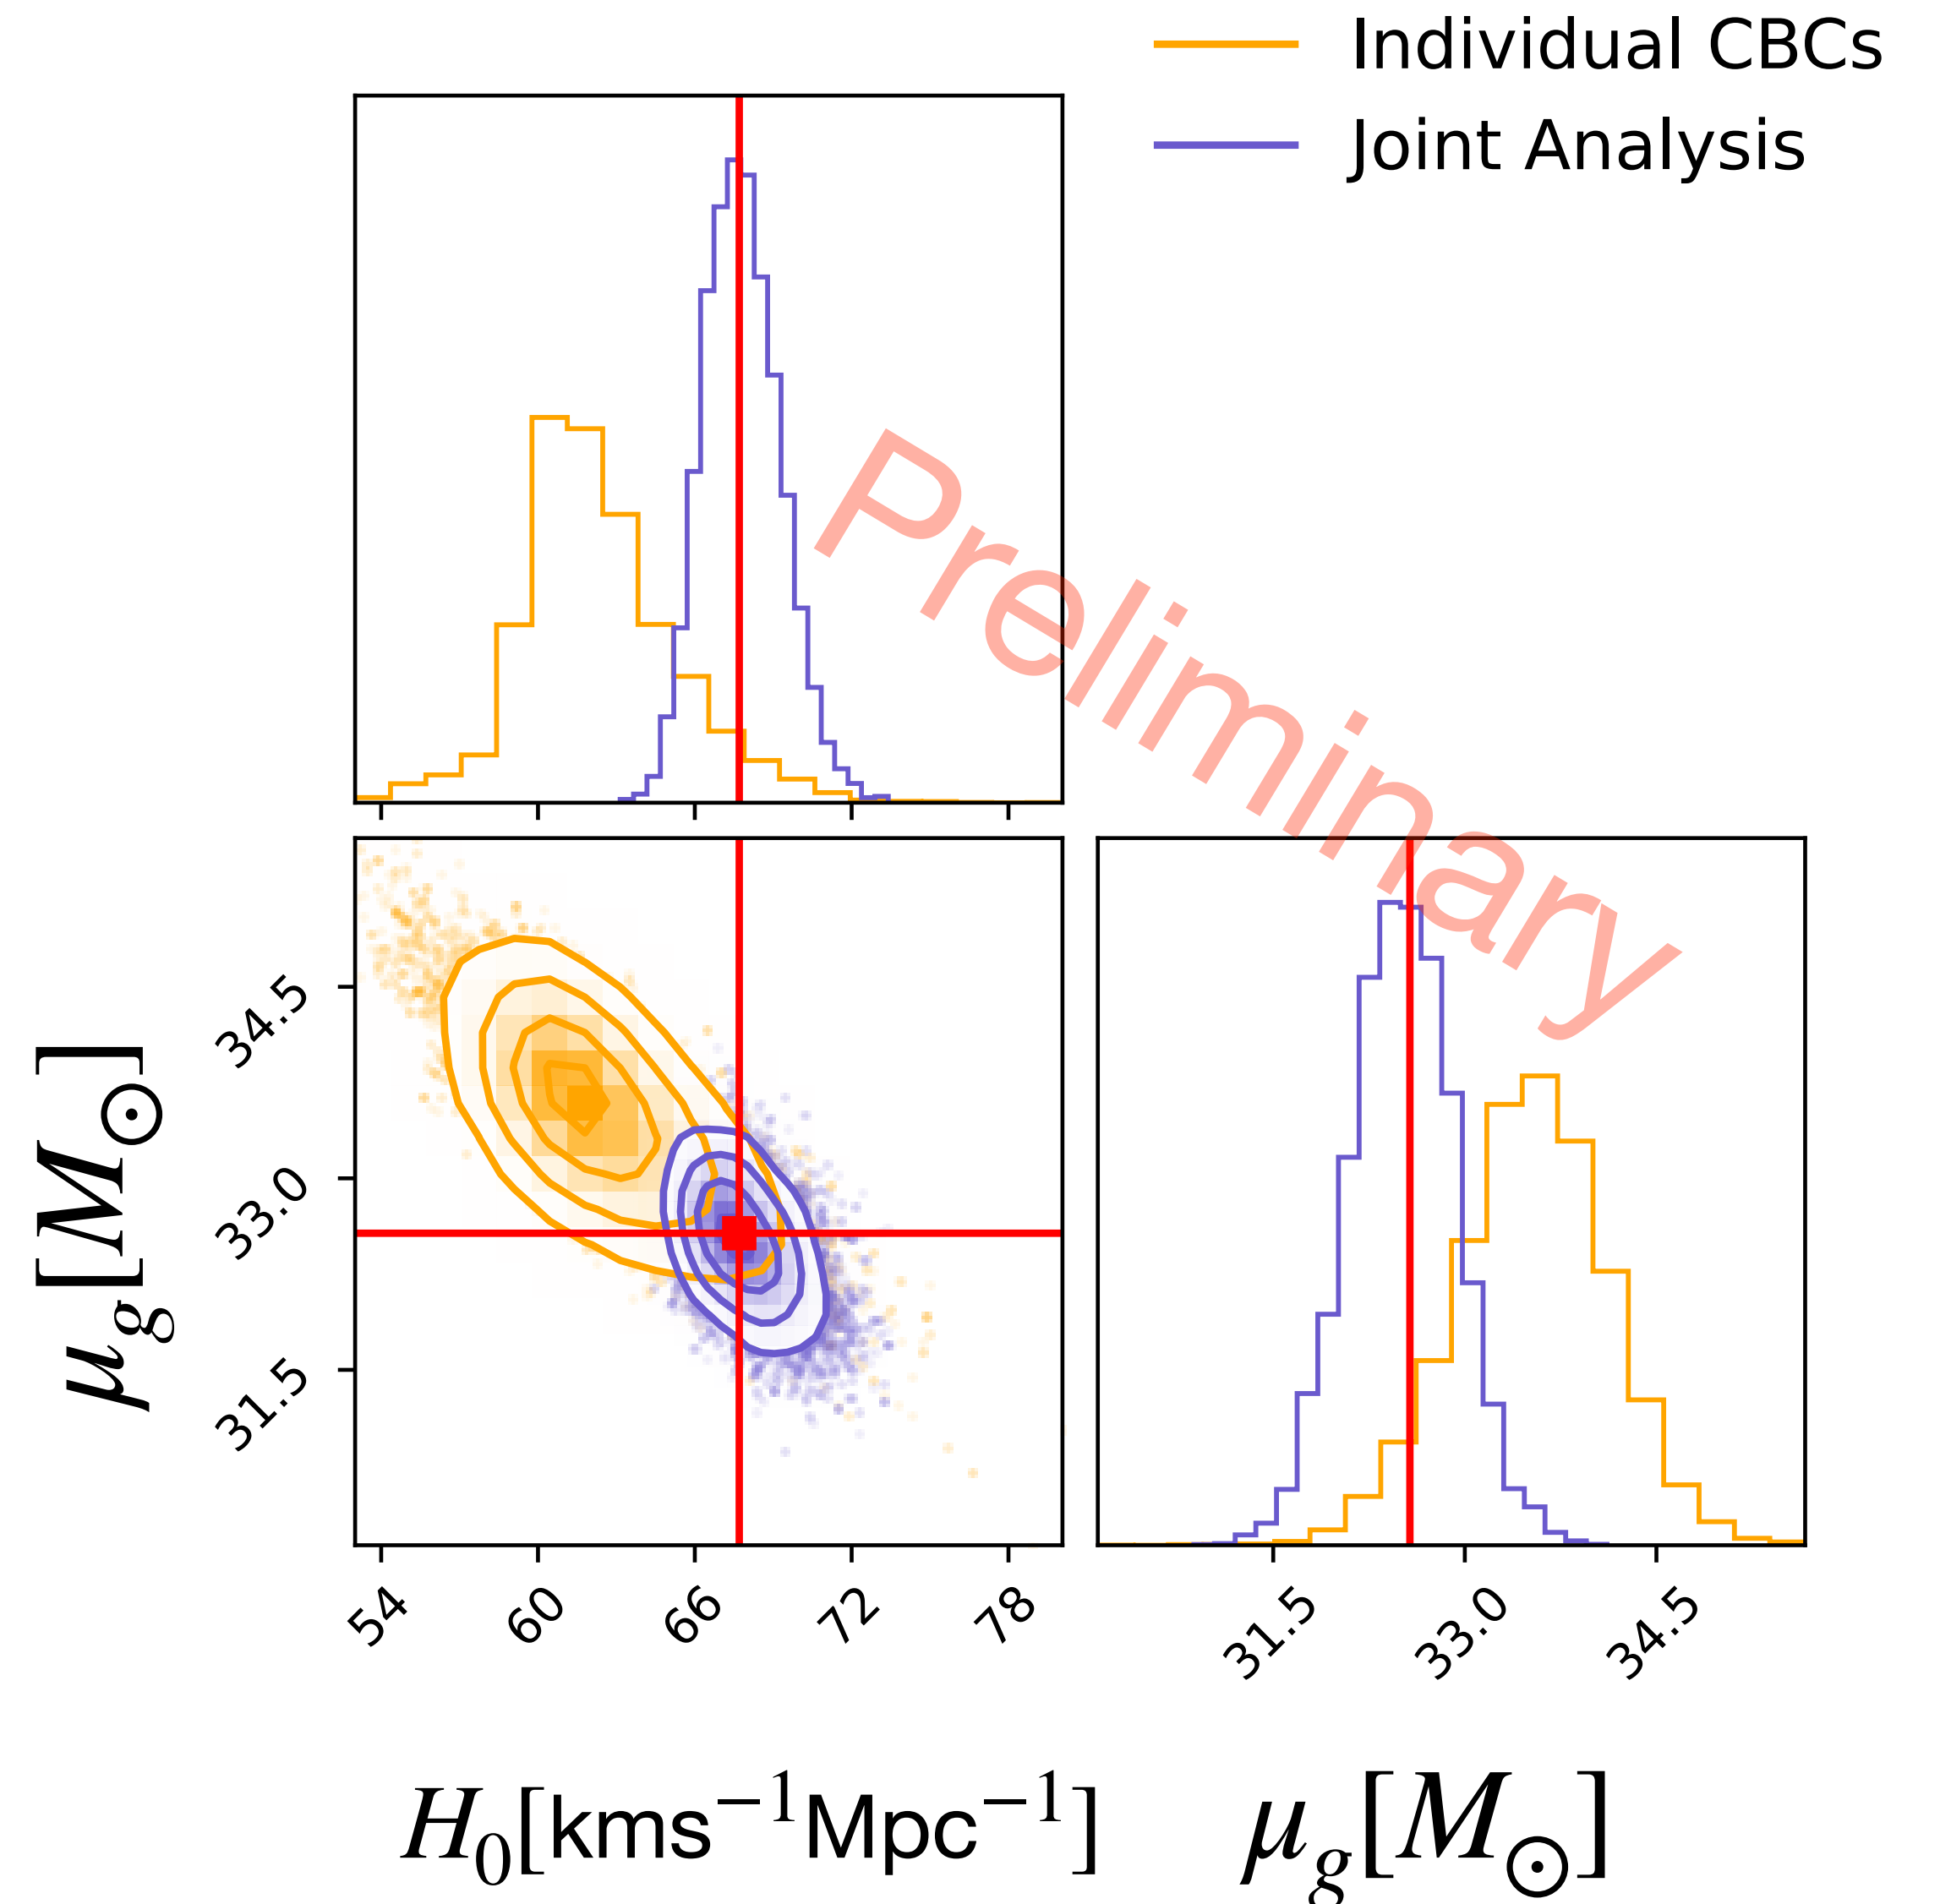 Individual CBCs
Joint Analysis
Preliminary
μg[M⊙]
34.5
33.0
31.5
54 60 66 72 78
31.5 33.0 34.5
H0[kms−1Mpc−1]
μg[M⊙]